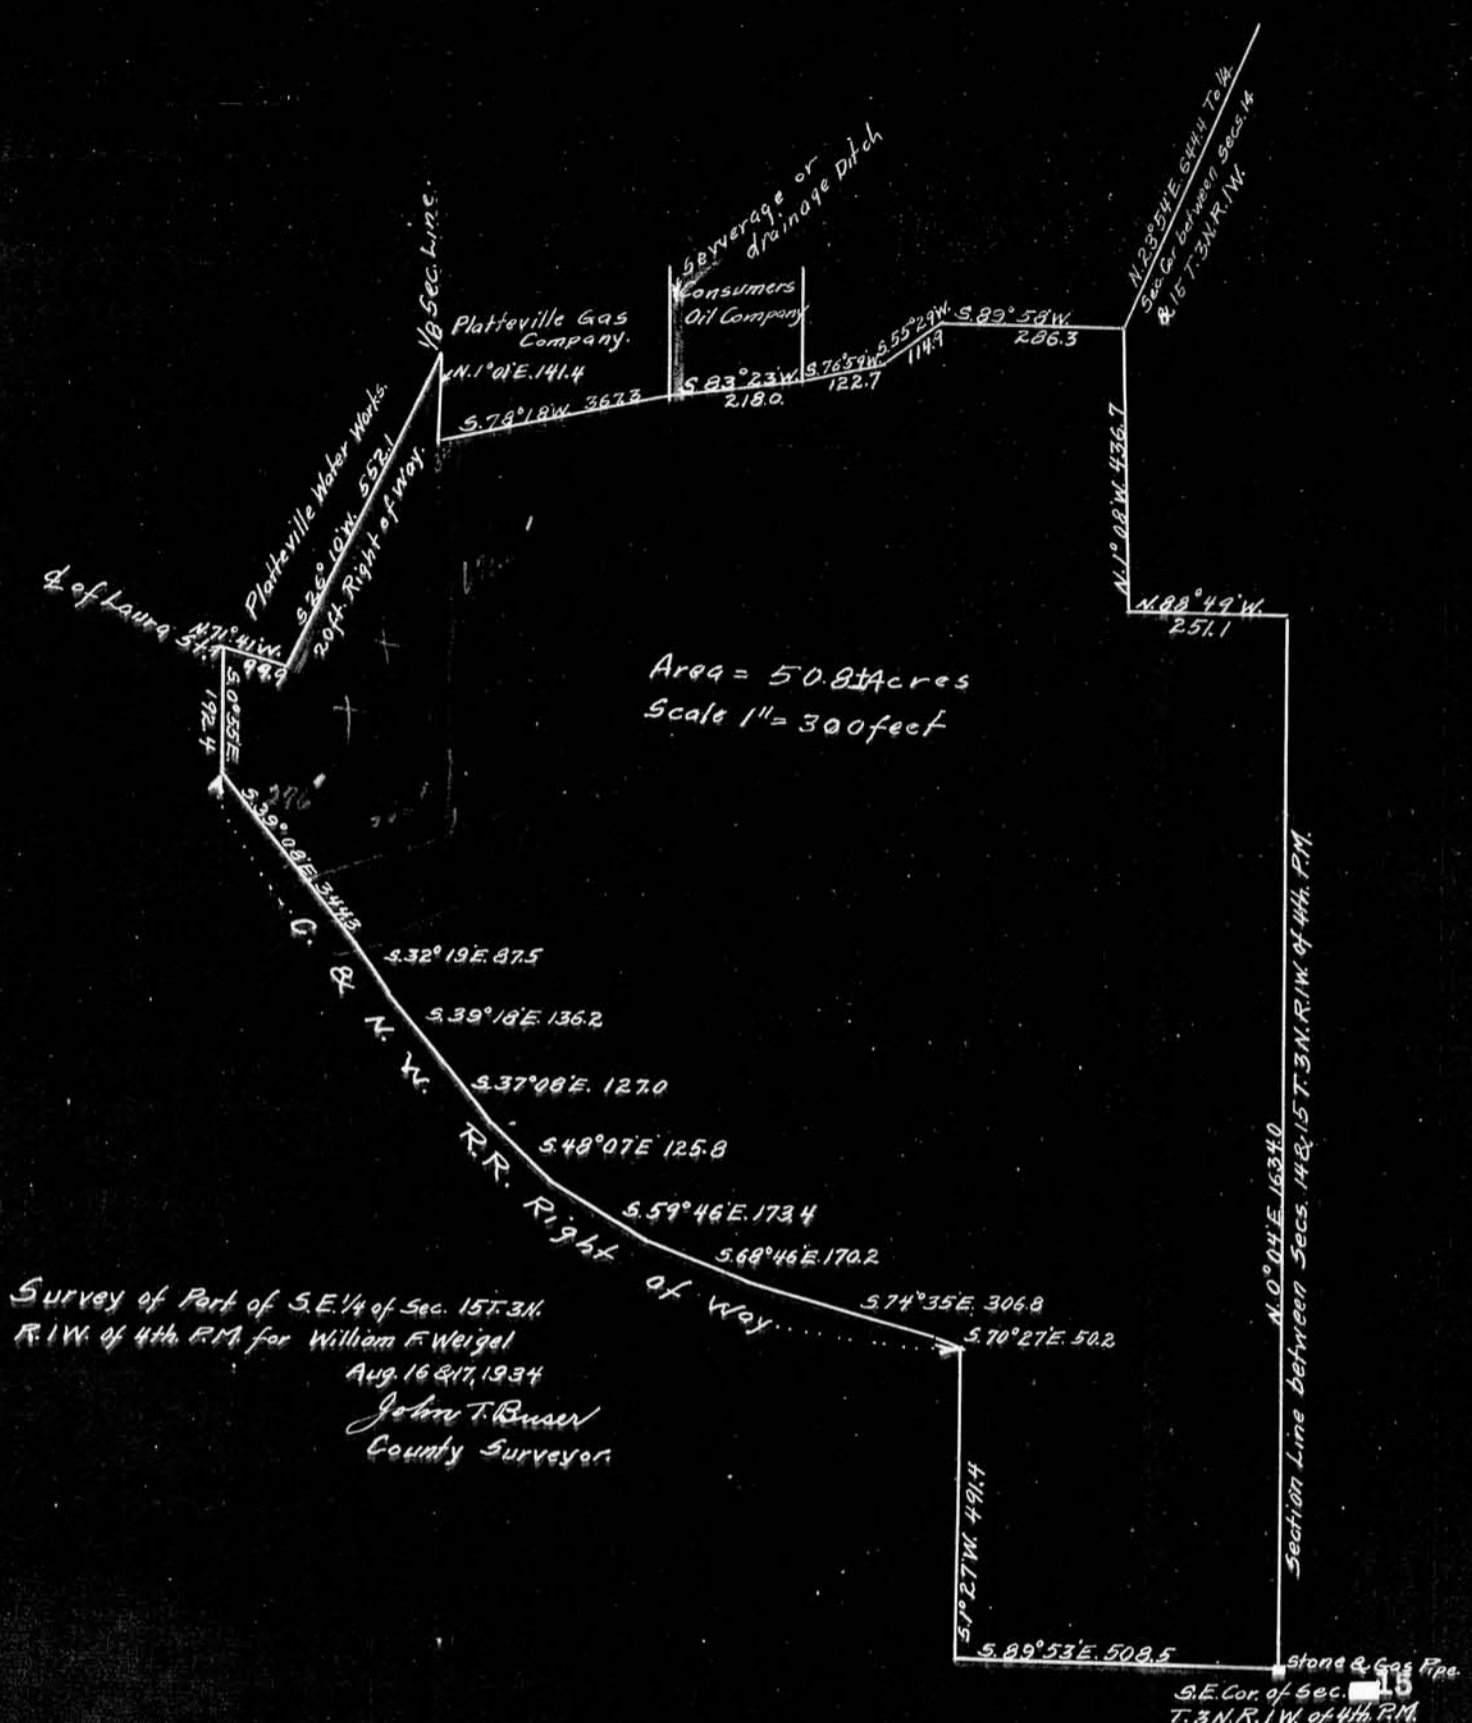 N.23°54'E. 644.4 To 1/4
Sec. Cor between Secs. 14
& 15 T. 3N. R. 1W.
Sewerage or
drainage Ditch
1/8 Sec. Line.
Platteville Gas
Company.
Consumers
Oil Company
N.1°01'E. 141.4
S.78°18'W. 367.3
S.83°23'W.
218.0.
S.76°59'W.
122.7
S.55°29'W.
114.9
S.89°58'W.
286.3
N.1°08'W. 436.7
N.88°49'W.
251.1
Platteville Water Works.
S.26°10'W. 552.1
20ft. Right of Way.
℄ of Laura St.
N.71°41'W.
99.9
S.0°55'E.
192.4
Area = 50.8± Acres
Scale 1" = 300 feet
276'
S.39°08'E. 344.3
S.32°19'E. 87.5
S.39°18'E. 136.2
S.37°08'E. 127.0
S.48°07'E 125.8
S.59°46'E. 173.4
S.68°46'E. 170.2
S.74°35'E. 306.8
S.70°27'E. 50.2
C. & N. W. R.R. Right of Way
N.0°04'E. 1634.0
Section Line between Secs. 14 & 15 T. 3N. R. 1W. of 4th. P.M.
Survey of Part of S.E. 1/4 of Sec. 15 T. 3N.
R. 1W. of 4th. P.M. for William F. Weigel
Aug. 16 & 17, 1934
John T. Buser
County Surveyor.
S.1°27'W. 491.4
S.89°53'E. 508.5
Stone & Gas Pipe
S.E. Cor. of Sec. 15
T. 3N. R. 1W. of 4th. P.M.